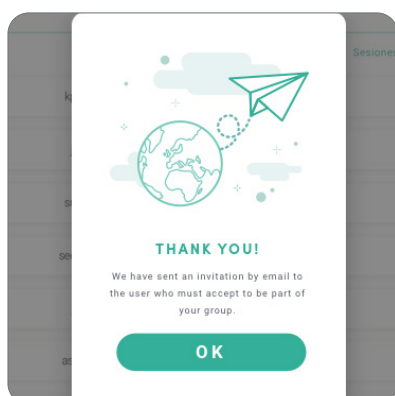 THANK YOU!
We have sent an invitation by email to
the user who must accept to be part of
your group.
OK